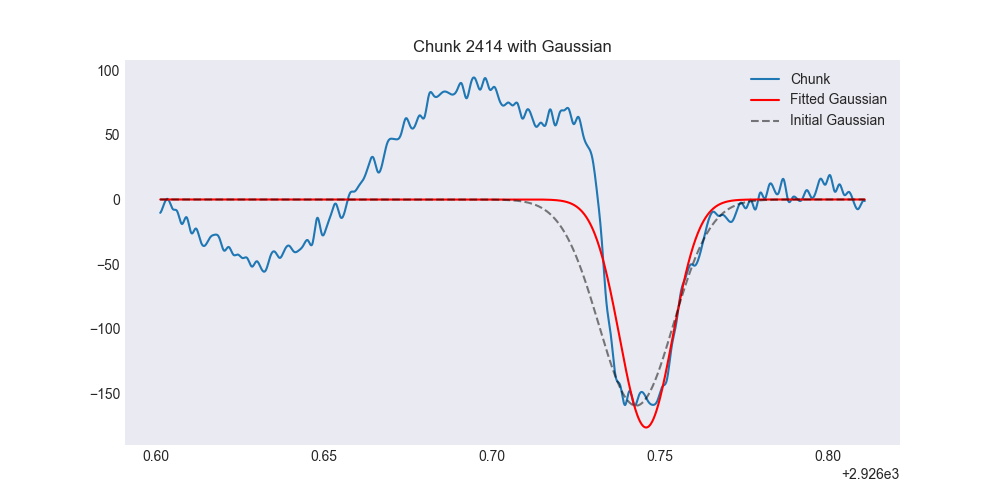 Chunk 2414 with Gaussian
Chunk
Fitted Gaussian
Initial Gaussian
100
50
0
−50
−100
−150
0.60 0.65 0.70 0.75 0.80
+2.926e3